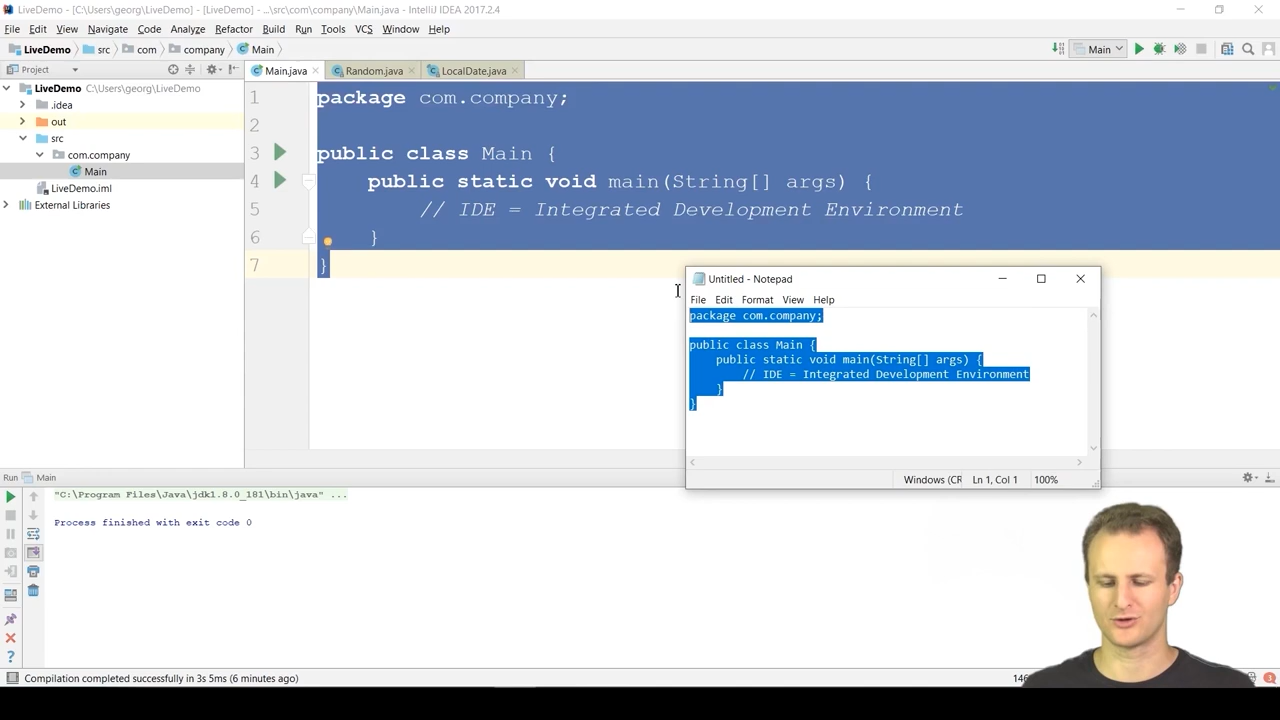 LiveDemo - [C:\Users\georg\LiveDemo] - [LiveDemo] - ...\src\com\company\Main.java - IntelliJ IDEA 2017.2.4
File Edit View Navigate Code Analyze Refactor Build Run Tools VCS Window Help
LiveDemo src com company Main
Main
Project
Main.java Random.java LocalDate.java
LiveDemo C:\Users\georg\LiveDemo
.idea
out
src
com.company
Main
LiveDemo.iml
External Libraries
1 package com.company;
2
3 public class Main {
4 public static void main(String[] args) {
5 // IDE = Integrated Development Environment
6 }
7 }
Untitled - Notepad
File Edit Format View Help
package com.company;
public class Main {
public static void main(String[] args) {
// IDE = Integrated Development Environment
}
}
Windows (CR Ln 1, Col 1 100%
Run Main
"C:\Program Files\Java\jdk1.8.0_181\bin\java" ...
Process finished with exit code 0
Compilation completed successfully in 3s 5ms (6 minutes ago)